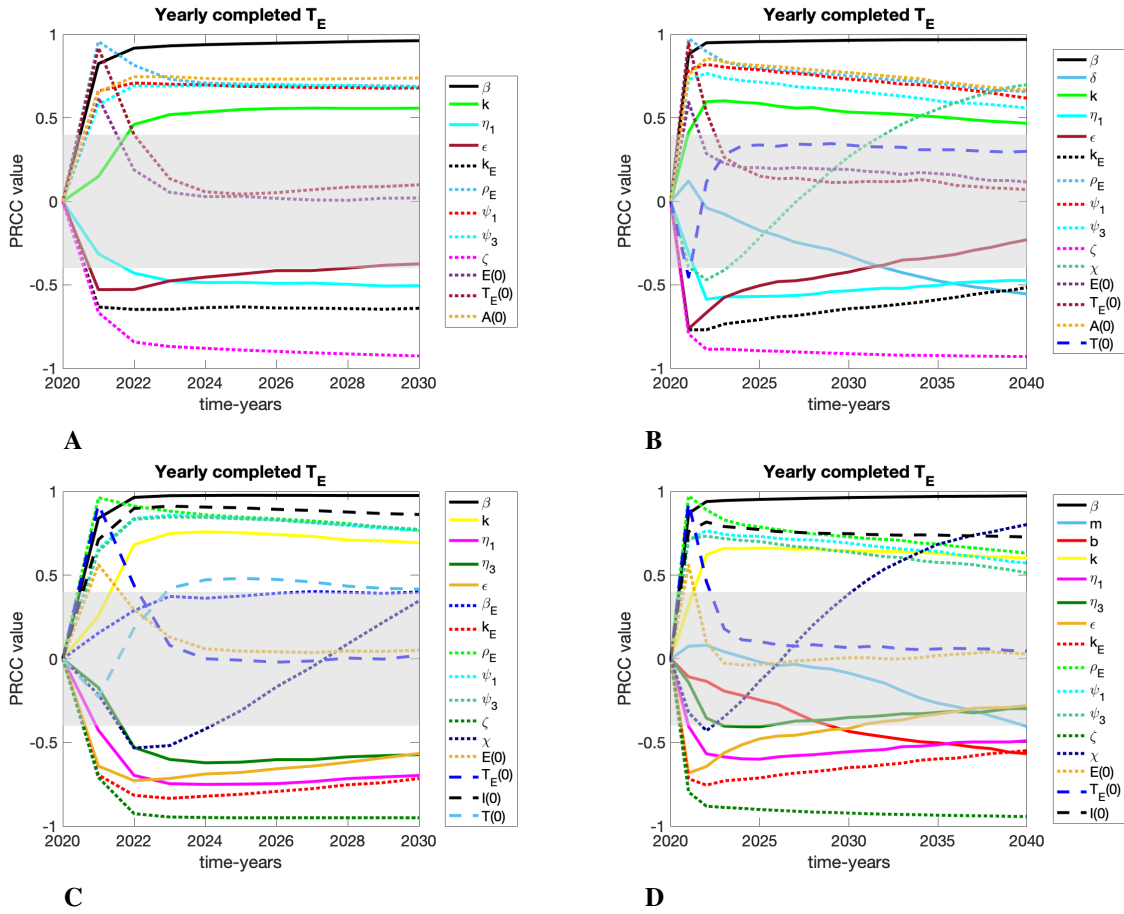 Yearly completed T_E
PRCC value
1
0.5
0
-0.5
-1
2020 2022 2024 2026 2028 2030
time-years
β
k
η_1
ϵ
k_E
ρ_E
ψ_1
ψ_3
ζ
E(0)
T_E(0)
A(0)
A
Yearly completed T_E
PRCC value
1
0.5
0
-0.5
-1
2020 2025 2030 2035 2040
time-years
β
δ
k
η_1
ϵ
k_E
ρ_E
ψ_1
ψ_3
ζ
χ
E(0)
T_E(0)
A(0)
T(0)
B
Yearly completed T_E
PRCC value
1
0.5
0
-0.5
-1
2020 2022 2024 2026 2028 2030
time-years
β
k
η_1
η_3
ϵ
β_E
k_E
ρ_E
ψ_1
ψ_3
ζ
χ
E(0)
T_E(0)
I(0)
T(0)
C
Yearly completed T_E
PRCC value
1
0.5
0
-0.5
-1
2020 2025 2030 2035 2040
time-years
β
m
b
k
η_1
η_3
ϵ
k_E
ρ_E
ψ_1
ψ_3
ζ
χ
E(0)
T_E(0)
I(0)
D